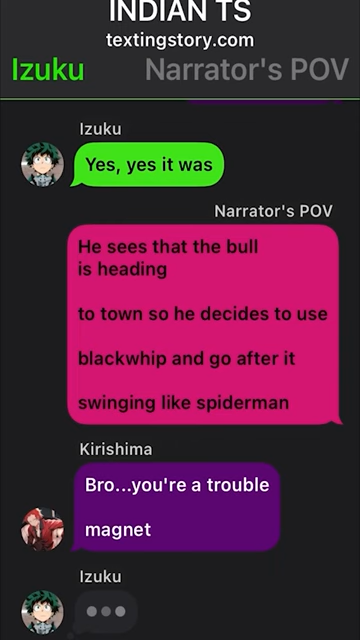 INDIAN TS
textingstory.com
Izuku
Narrator's POV
Izuku
Yes, yes it was
Narrator's POV
He sees that the bull
is heading
to town so he decides to use
blackwhip and go after it
swinging like spiderman
Kirishima
Bro...you're a trouble
magnet
Izuku